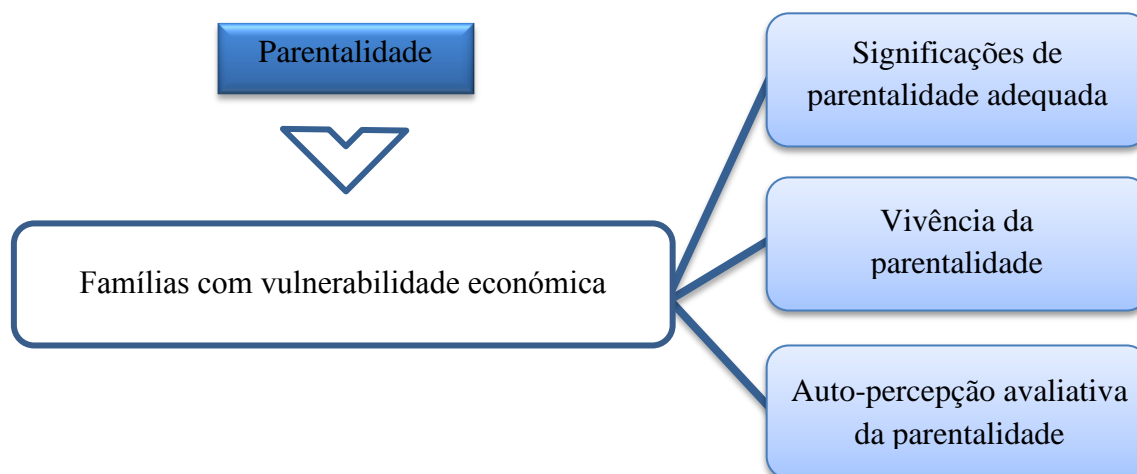 Parentalidade
Famílias com vulnerabilidade económica
Significações de
parentalidade adequada
Vivência da
parentalidade
Auto-percepção avaliativa
da parentalidade